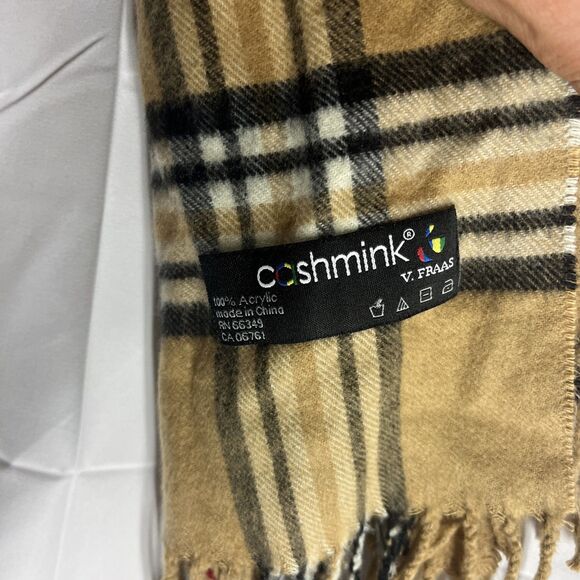 cashmink®
V. FRAAS
100% Acrylic
made in China
RN 66349
CA 06761